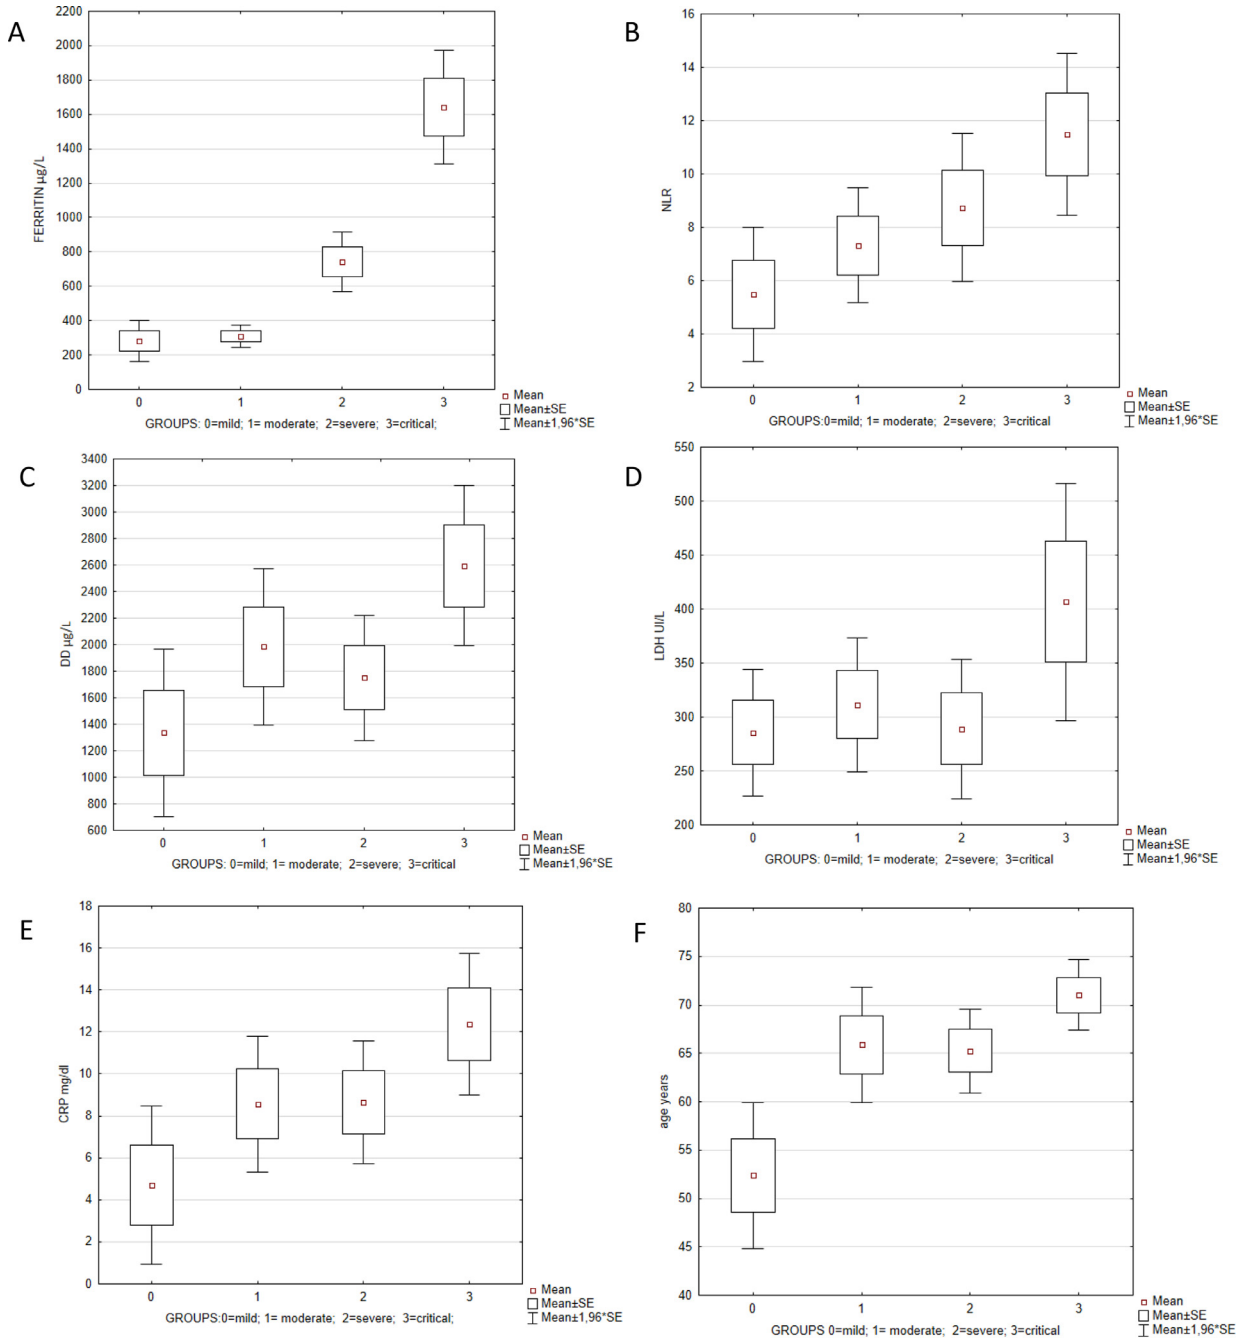 A
2200
2000
1800
1600
1400
1200
1000
800
600
400
200
0
FERRITIN µg/L
0 1 2 3
GROUPS: 0=mild; 1= moderate; 2=severe; 3=critical;
Mean
Mean±SE
Mean±1,96*SE
B
16
14
12
10
8
6
4
2
NLR
0 1 2 3
GROUPS: 0=mild; 1= moderate; 2=severe; 3=critical
Mean
Mean±SE
Mean±1,96*SE
C
3400
3200
3000
2800
2600
2400
2200
2000
1800
1600
1400
1200
1000
800
600
DD µg/L
0 1 2 3
GROUPS: 0=mild; 1= moderate; 2=severe; 3=critical
Mean
Mean±SE
Mean±1,96*SE
D
550
500
450
400
350
300
250
200
LDH UI/L
0 1 2 3
GROUPS: 0=mild; 1= moderate; 2=severe; 3=critical
Mean
Mean±SE
Mean±1,96*SE
E
18
16
14
12
10
8
6
4
2
0
CRP mg/dl
0 1 2 3
GROUPS:0=mild; 1= moderate; 2=severe; 3=critical;
Mean
Mean±SE
Mean±1,96*SE
F
80
75
70
65
60
55
50
45
40
age years
0 1 2 3
GROUPS 0=mild; 1= moderate; 2=severe; 3=critical
Mean
Mean±SE
Mean±1,96*SE